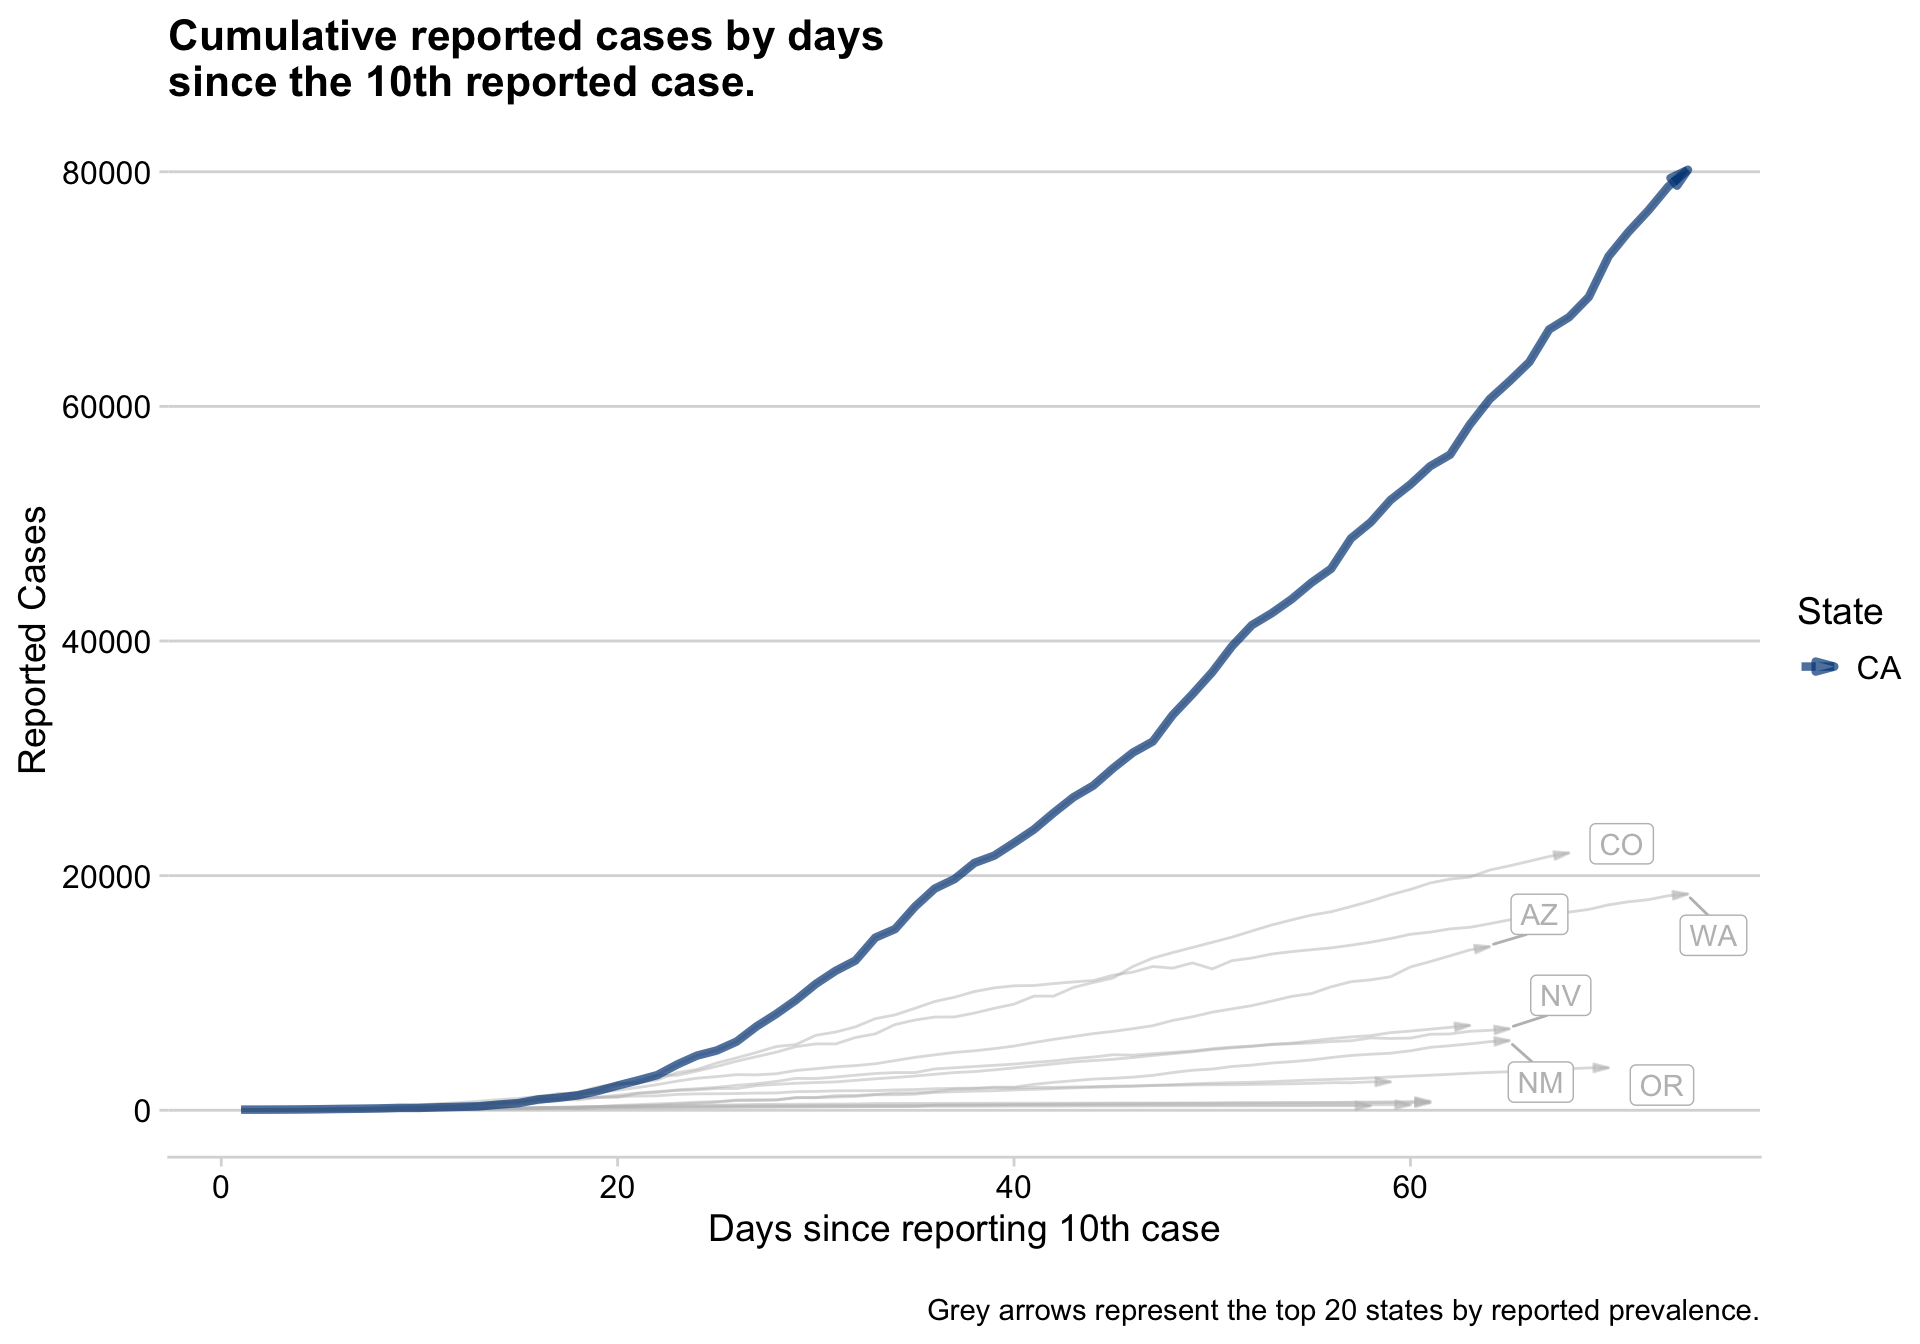 Cumulative reported cases by days
since the 10th reported case.
80000
60000
40000
20000
0
Reported Cases
CO
AZ
WA
NV
NM
OR
State
CA
0 20 40 60
Days since reporting 10th case
Grey arrows represent the top 20 states by reported prevalence.